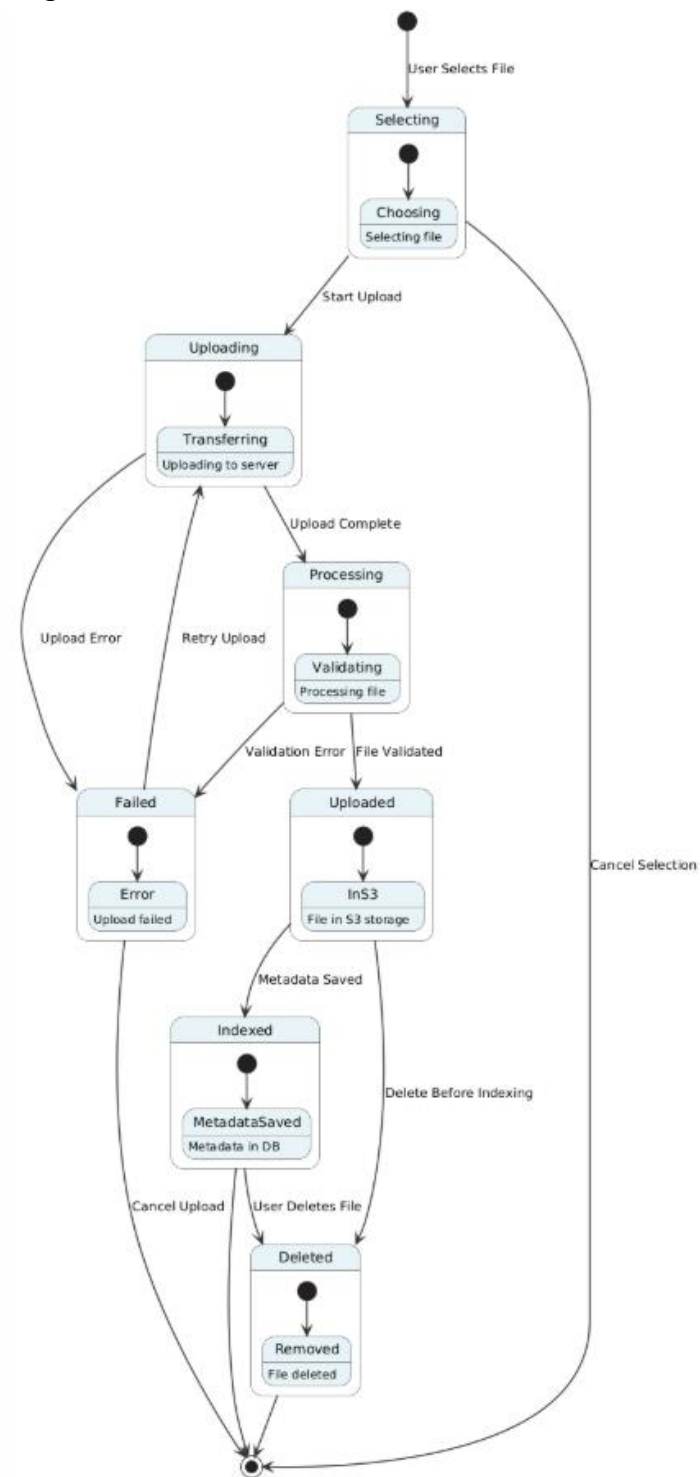 User Selects File
Selecting
Choosing
Selecting file
Start Upload
Uploading
Transferring
Uploading to server
Upload Complete
Processing
Validating
Processing file
Upload Error
Retry Upload
Validation Error
File Validated
Failed
Error
Upload failed
Uploaded
InS3
File in S3 storage
Cancel Selection
Metadata Saved
Indexed
MetadataSaved
Metadata in DB
Delete Before Indexing
Cancel Upload
User Deletes File
Deleted
Removed
File deleted